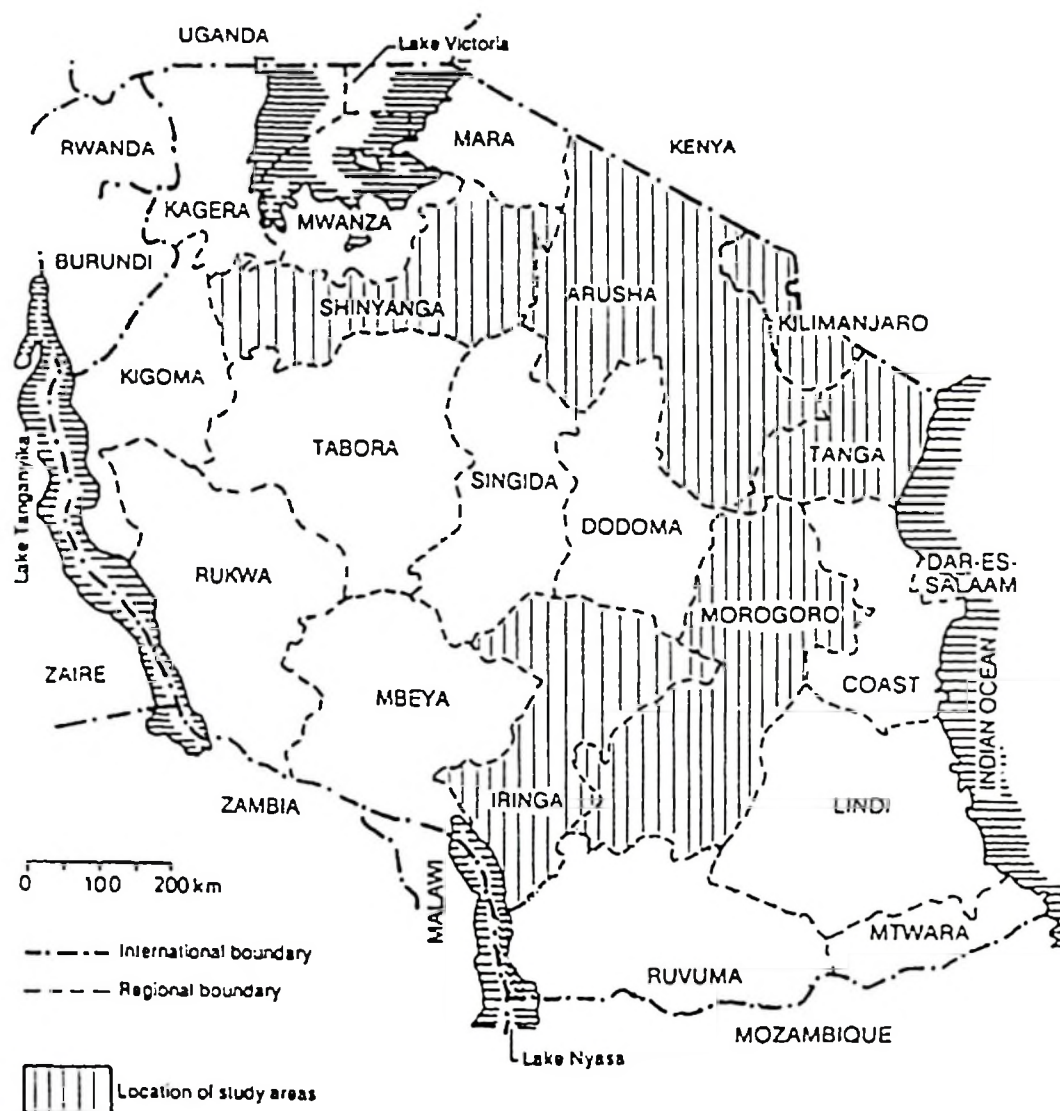 UGANDA
Lake Victoria
RWANDA
MARA
KENYA
KAGERA
MWANZA
BURUNDI
SHINYANGA
ARUSHA
KILIMANJARO
KIGOMA
Lake Tanganyika
TABORA
SINGIDA
TANGA
DODOMA
RUKWA
DAR-ES-
SALAAM
MOROGORO
ZAIRE
MBEYA
COAST
INDIAN OCEAN
ZAMBIA
IRINGA
LINDI
0 100 200 km
MALAWI
MTWARA
International boundary
Regional boundary
RUVUMA
MOZAMBIQUE
Lake Nyasa
Location of study areas